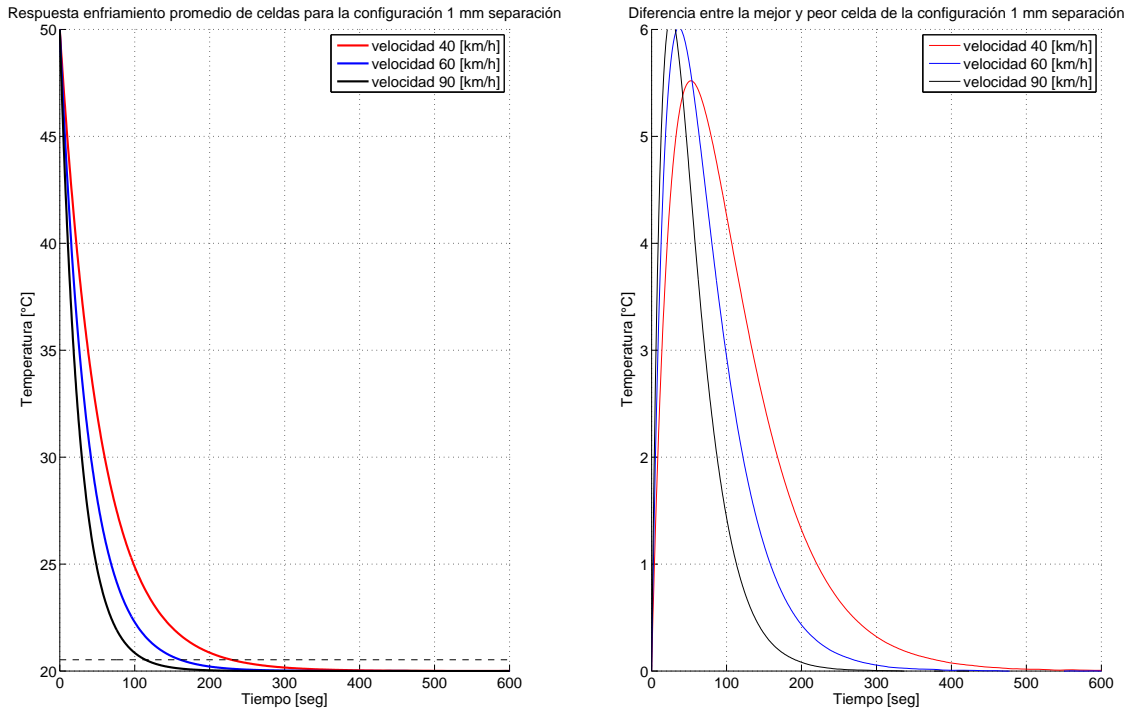 Respuesta enfriamiento promedio de celdas para la configuración 1 mm separación
velocidad 40 [km/h]
velocidad 60 [km/h]
velocidad 90 [km/h]
Temperatura [°C]
50
45
40
35
30
25
20
0 100 200 300 400 500 600
Tiempo [seg]
Diferencia entre la mejor y peor celda de la configuración 1 mm separación
velocidad 40 [km/h]
velocidad 60 [km/h]
velocidad 90 [km/h]
Temperatura [°C]
6
5
4
3
2
1
0
0 100 200 300 400 500 600
Tiempo [seg]